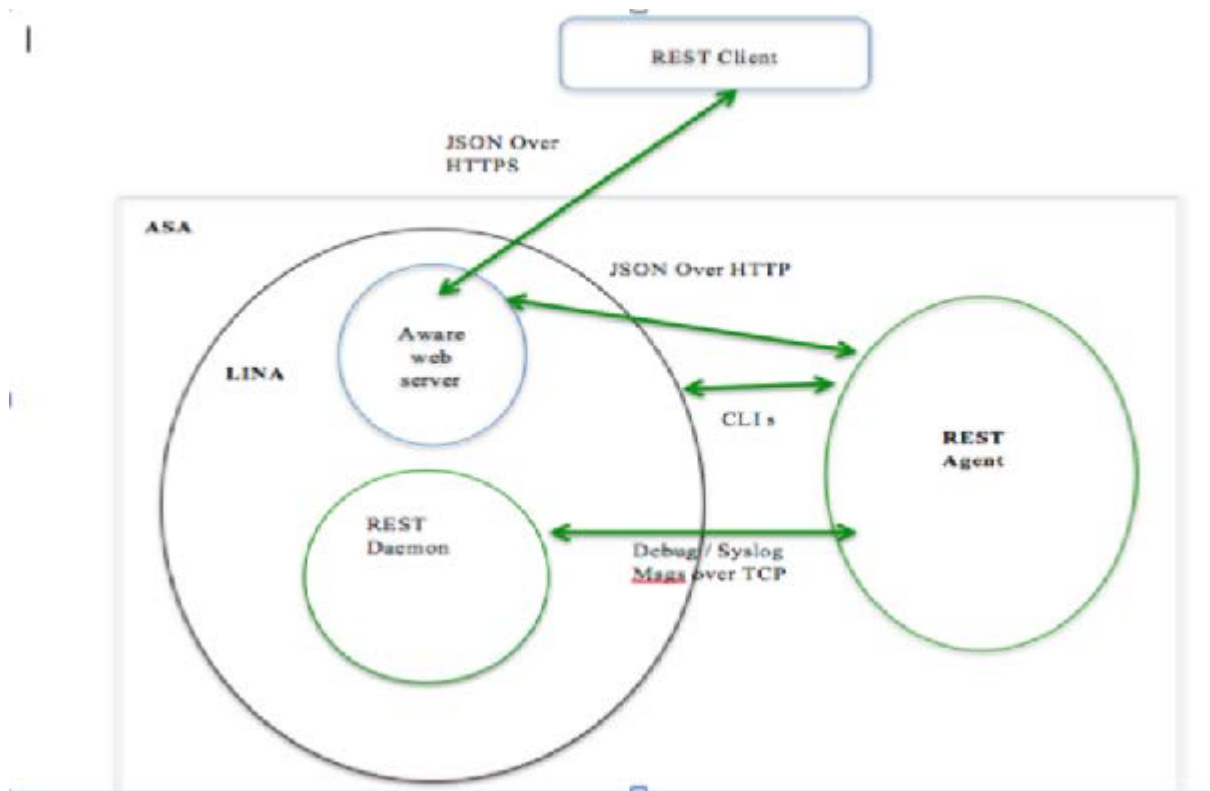 REST Client
JSON Over
HTTPS
ASA
JSON Over HTTP
Aware
web
server
LINA
CLI s
REST
Agent
REST
Daemon
Debug / Syslog
Msgs over TCP